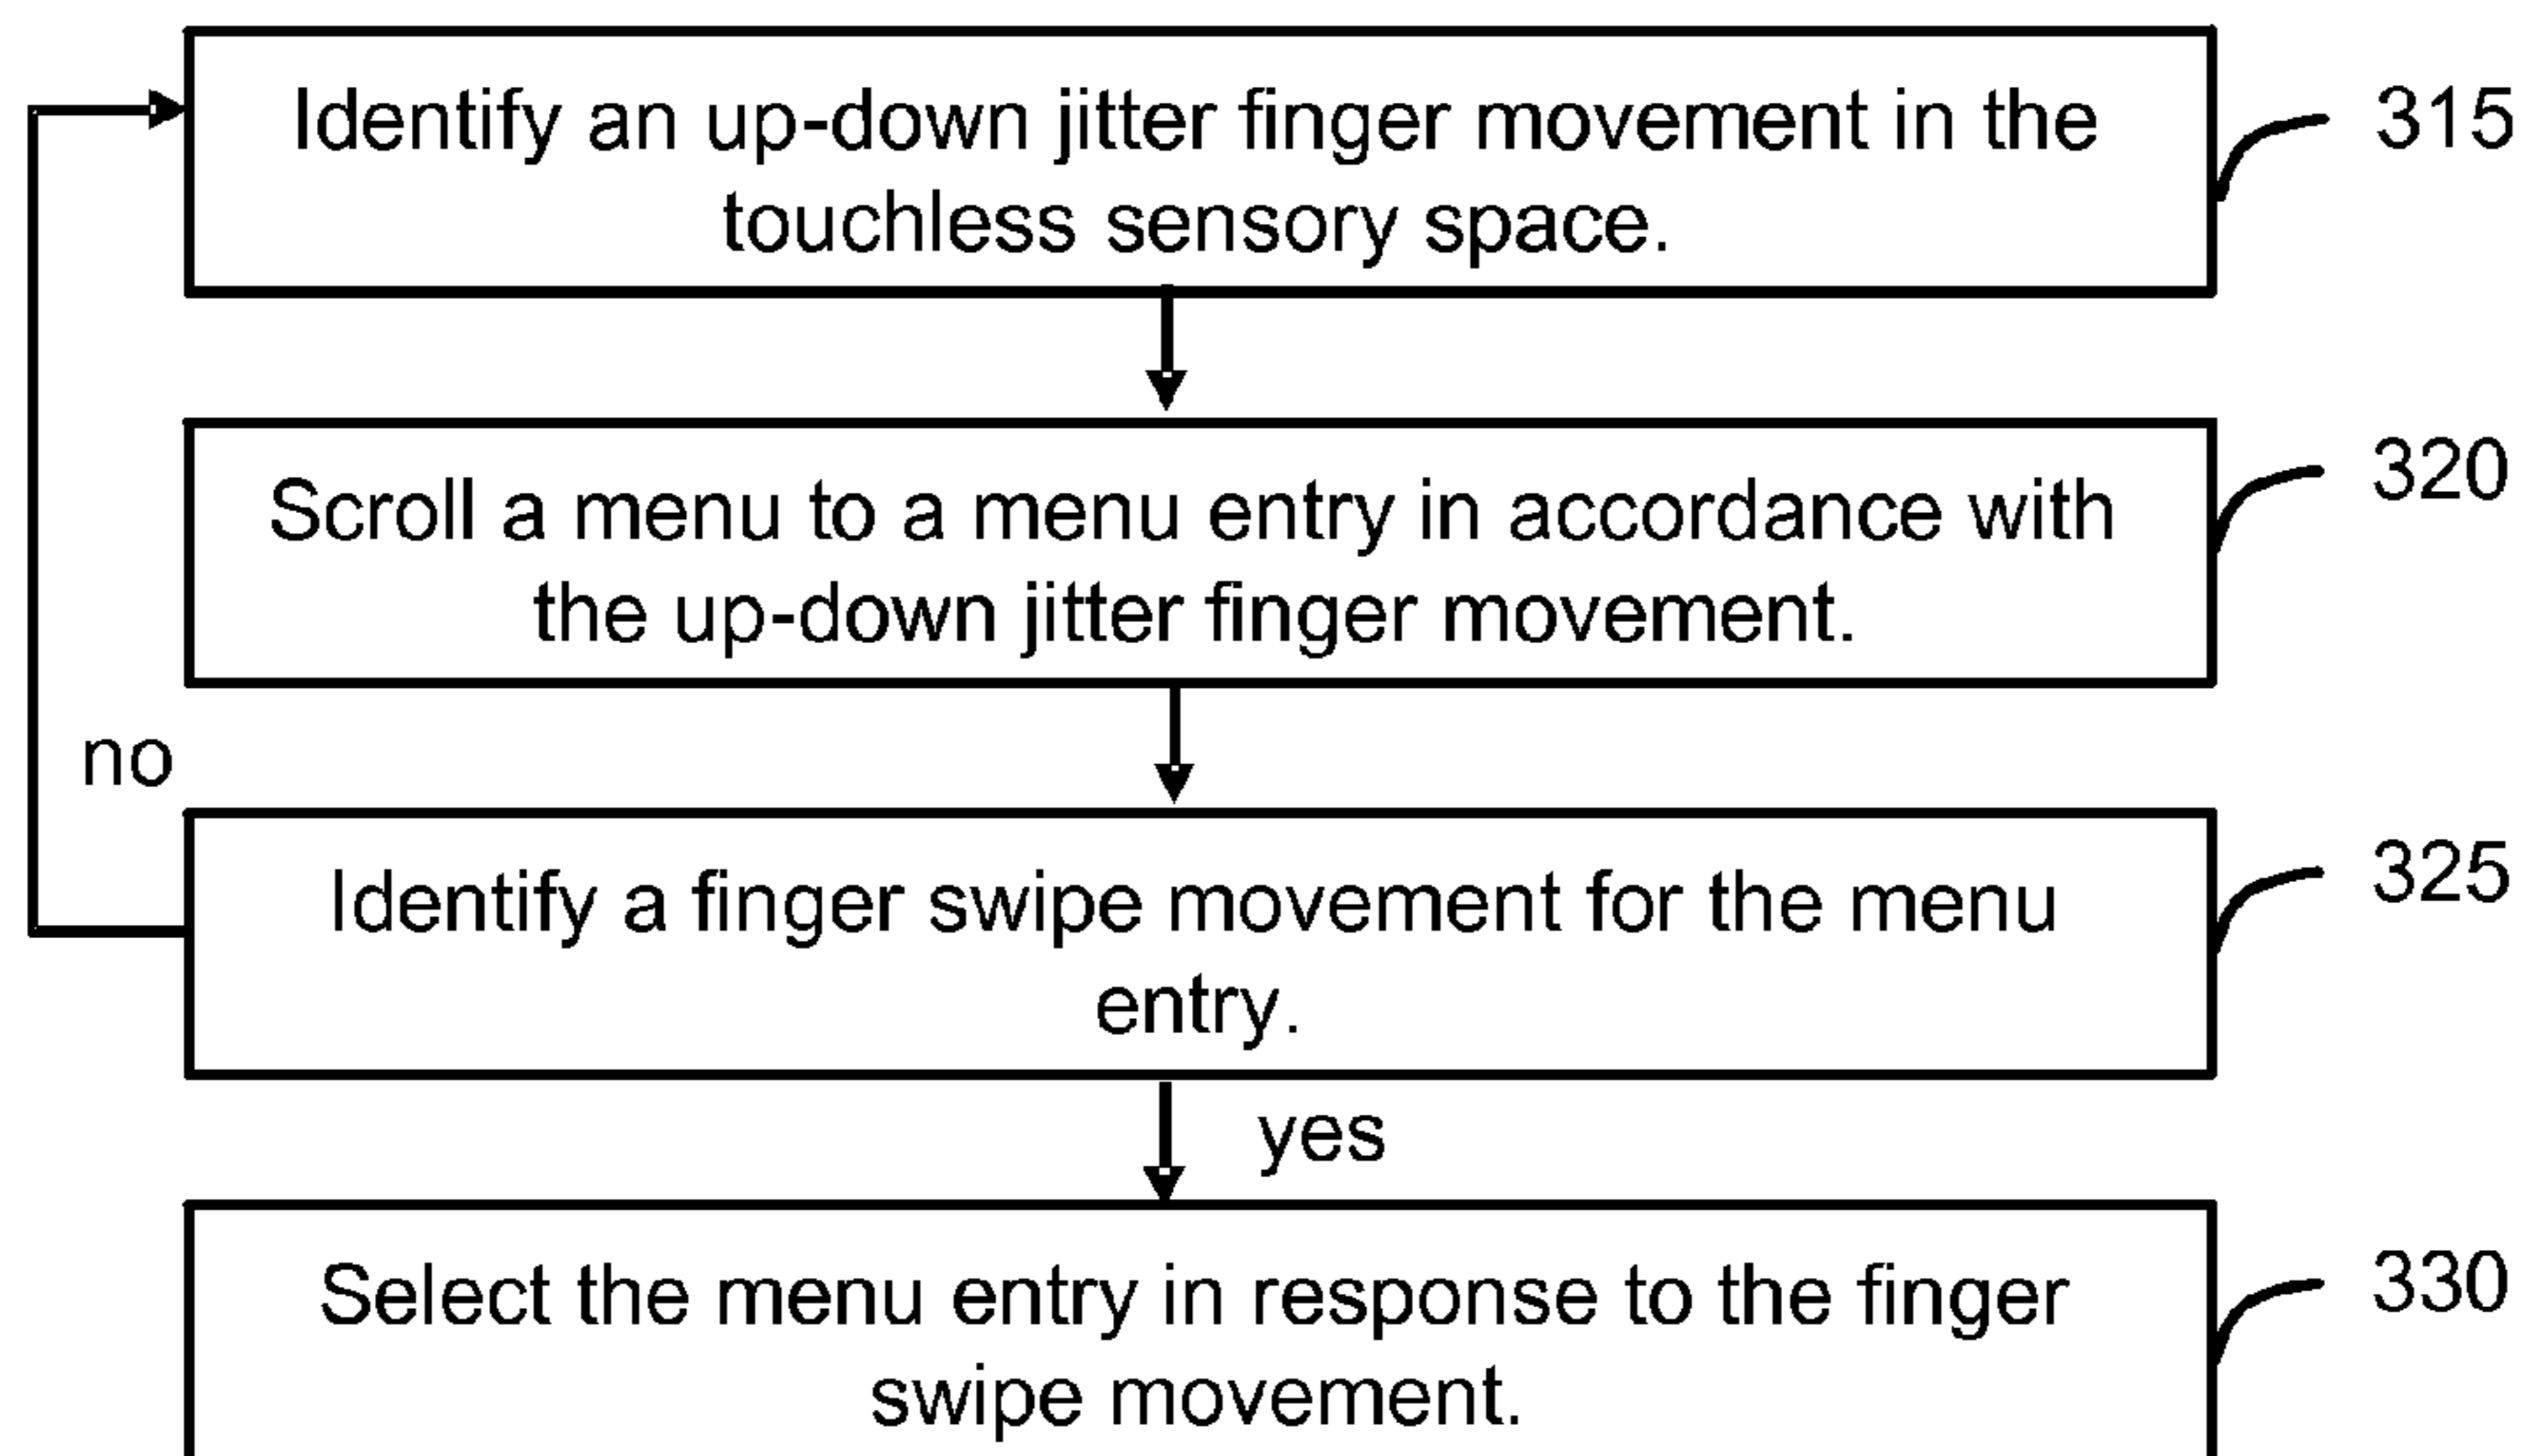 Identify an up-down jitter finger movement in the
touchless sensory space.
315
Scroll a menu to a menu entry in accordance with
the up-down jitter finger movement.
320
no
Identify a finger swipe movement for the menu
entry.
325
yes
Select the menu entry in response to the finger
swipe movement.
330